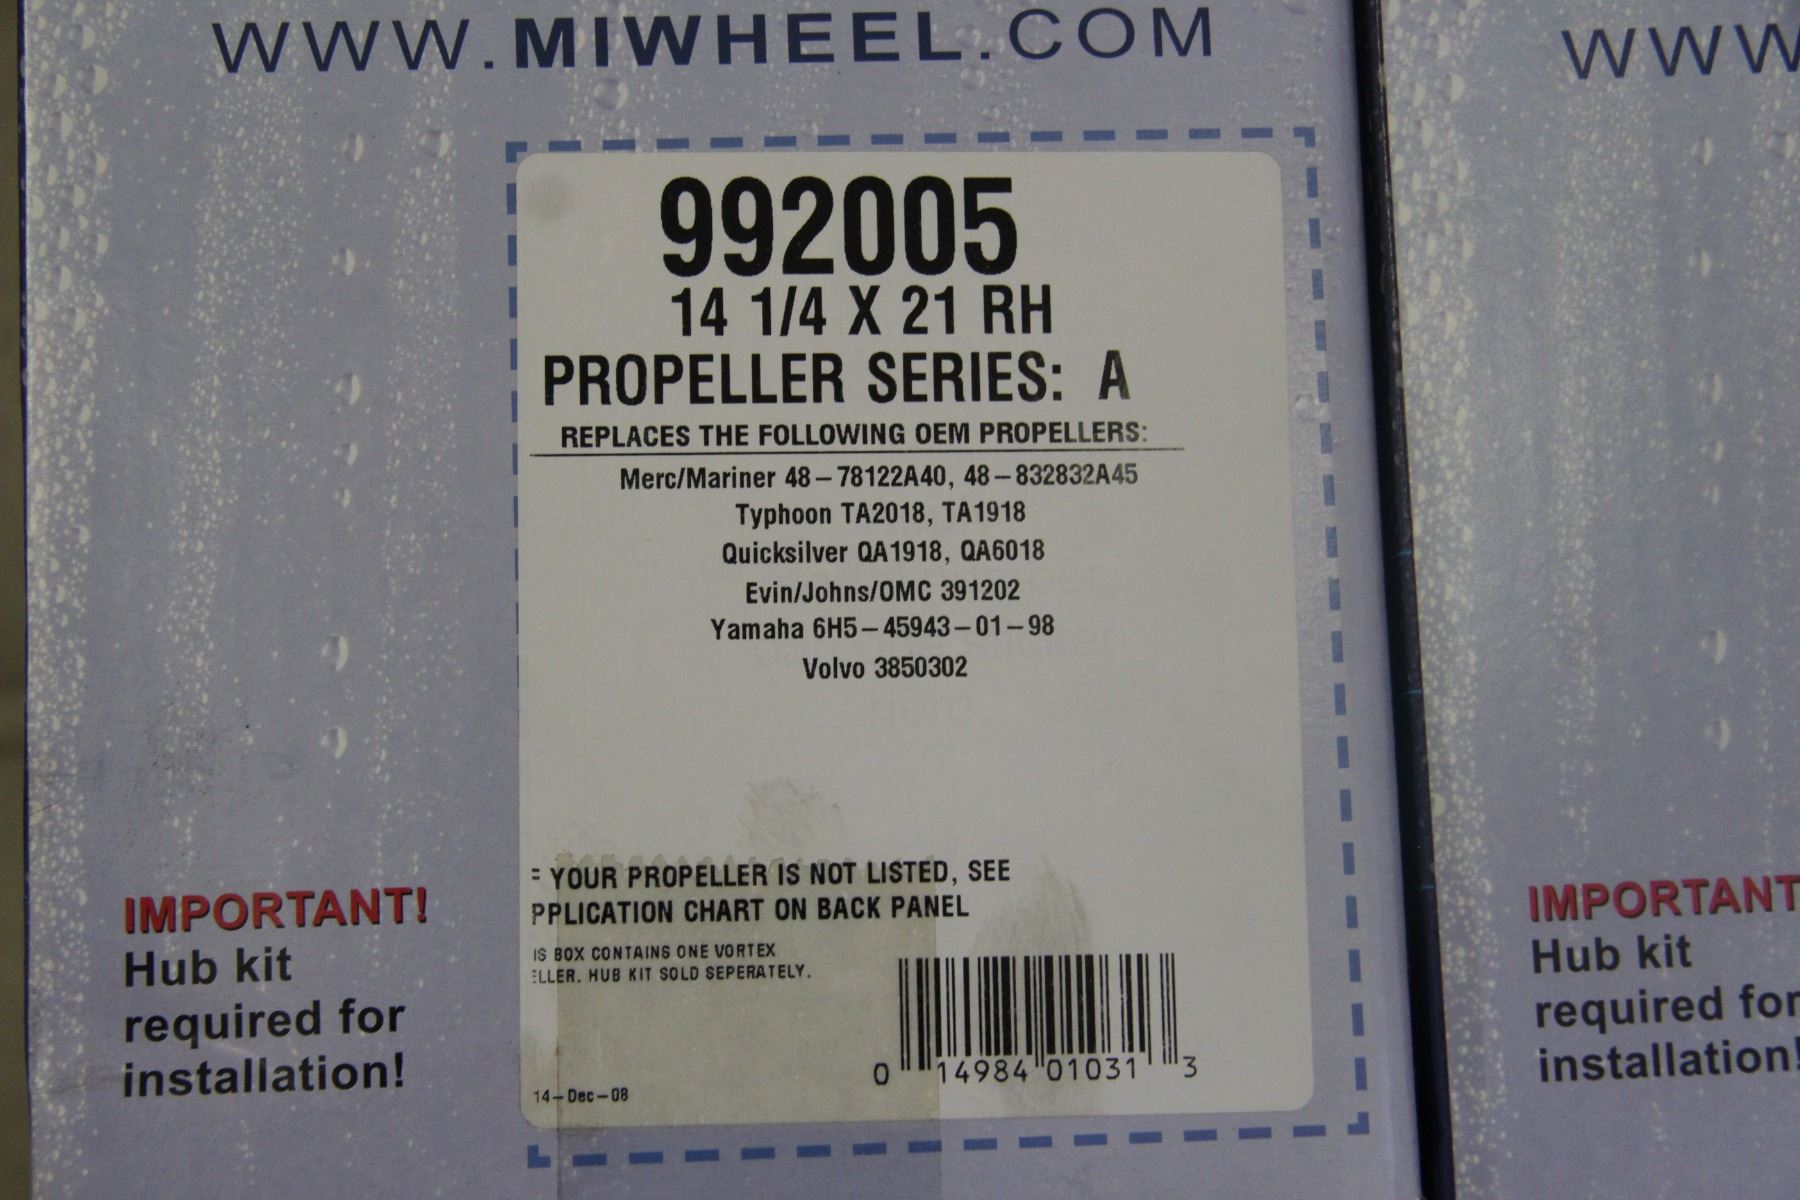 WWW.MIWHEEL.COM
992005
14 1/4 X 21 RH
PROPELLER SERIES: A
REPLACES THE FOLLOWING OEM PROPELLERS:
Merc/Mariner 48-78122A40, 48-832832A45
Typhoon TA2018, TA1918
Quicksilver QA1918, QA6018
Evin/Johns/OMC 391202
Yamaha 6H5-45943-01-98
Volvo 3850302
YOUR PROPELLER IS NOT LISTED, SEE
PPLICATION CHART ON BACK PANEL
IS BOX CONTAINS ONE VORTEX
ELLER. HUB KIT SOLD SEPERATELY.
0 14984 01031 3
14-Dec-08
IMPORTANT!
Hub kit
required for
installation!
WWW
IMPORTANT
Hub kit
required for
installation!